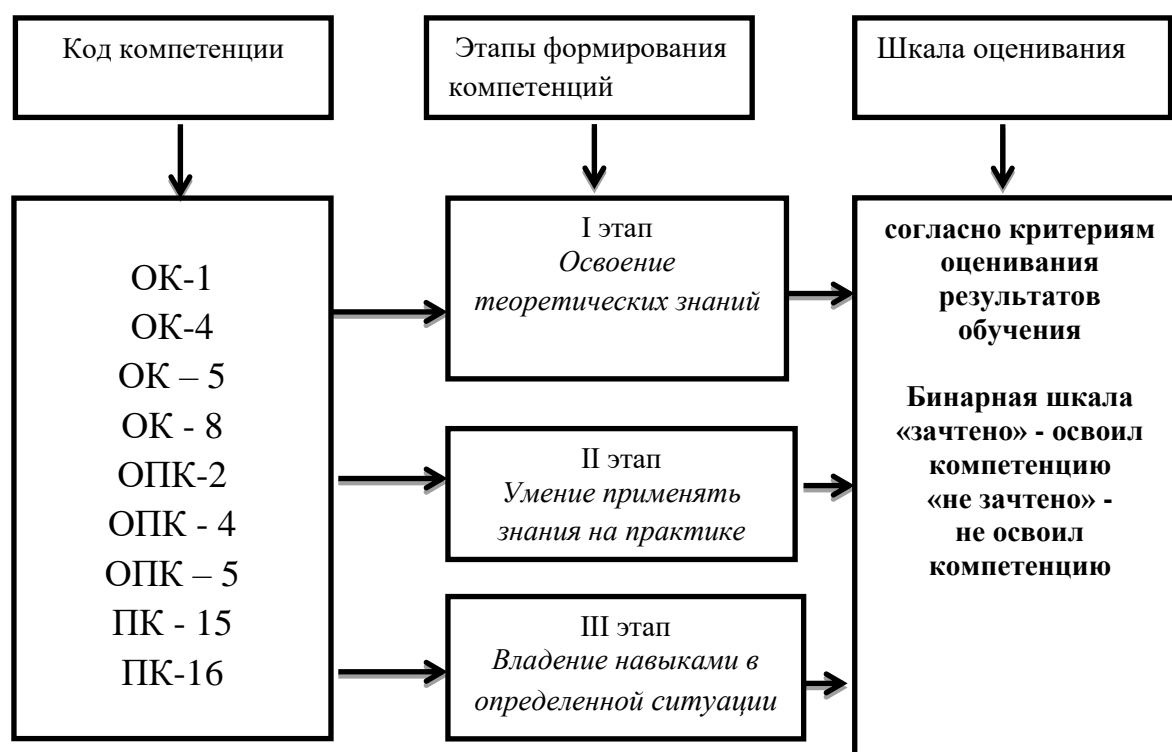 Код компетенции
Этапы формирования
компетенций
Шкала оценивания
ОК-1
ОК-4
ОК – 5
ОК - 8
ОПК-2
ОПК - 4
ОПК – 5
ПК - 15
ПК-16
I этап
Освоение
теоретических знаний
II этап
Умение применять
знания на практике
III этап
Владение навыками в
определенной ситуации
согласно критериям
оценивания
результатов
обучения
Бинарная шкала
«зачтено» - освоил
компетенцию
«не зачтено» -
не освоил
компетенцию